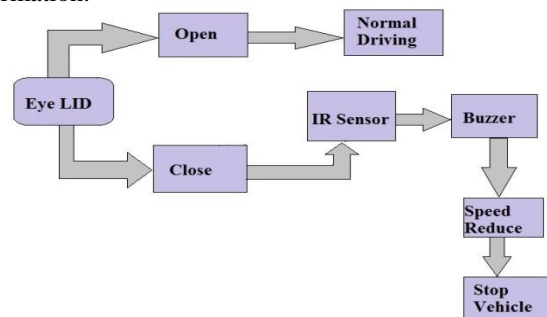 Normal
Driving
Open
Eye LID
IR Sensor
Buzzer
Close
Speed
Reduce
Stop
Vehicle